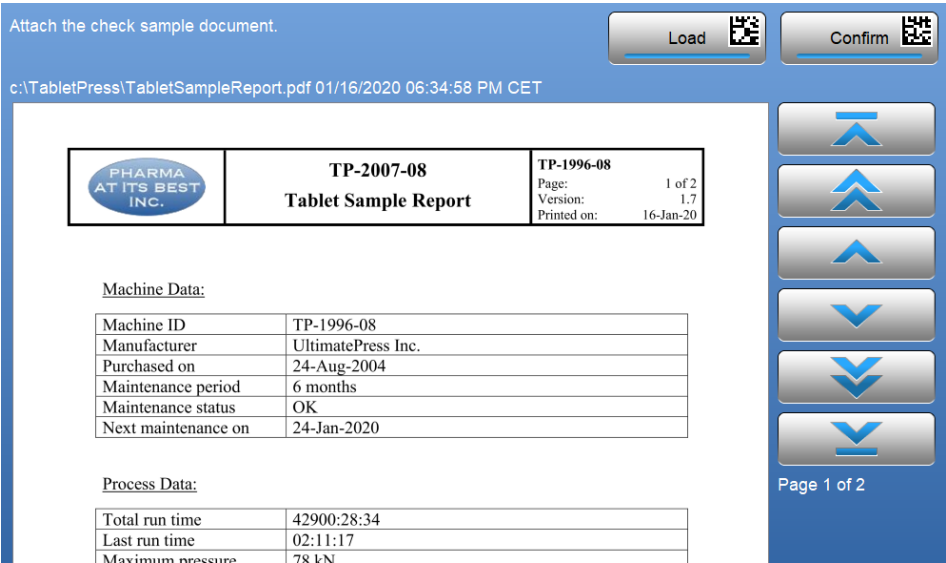 Attach the check sample document.
Load
Confirm
c:\TabletPress\TabletSampleReport.pdf 01/16/2020 06:34:58 PM CET
PHARMA
AT ITS BEST
INC.
TP-2007-08
Tablet Sample Report
TP-1996-08
Page: 1 of 2
Version: 1.7
Printed on: 16-Jan-20
Machine Data:
Machine ID TP-1996-08
Manufacturer UltimatePress Inc.
Purchased on 24-Aug-2004
Maintenance period 6 months
Maintenance status OK
Next maintenance on 24-Jan-2020
Process Data:
Total run time 42900:28:34
Last run time 02:11:17
Maximum pressure 78 kN
Page 1 of 2